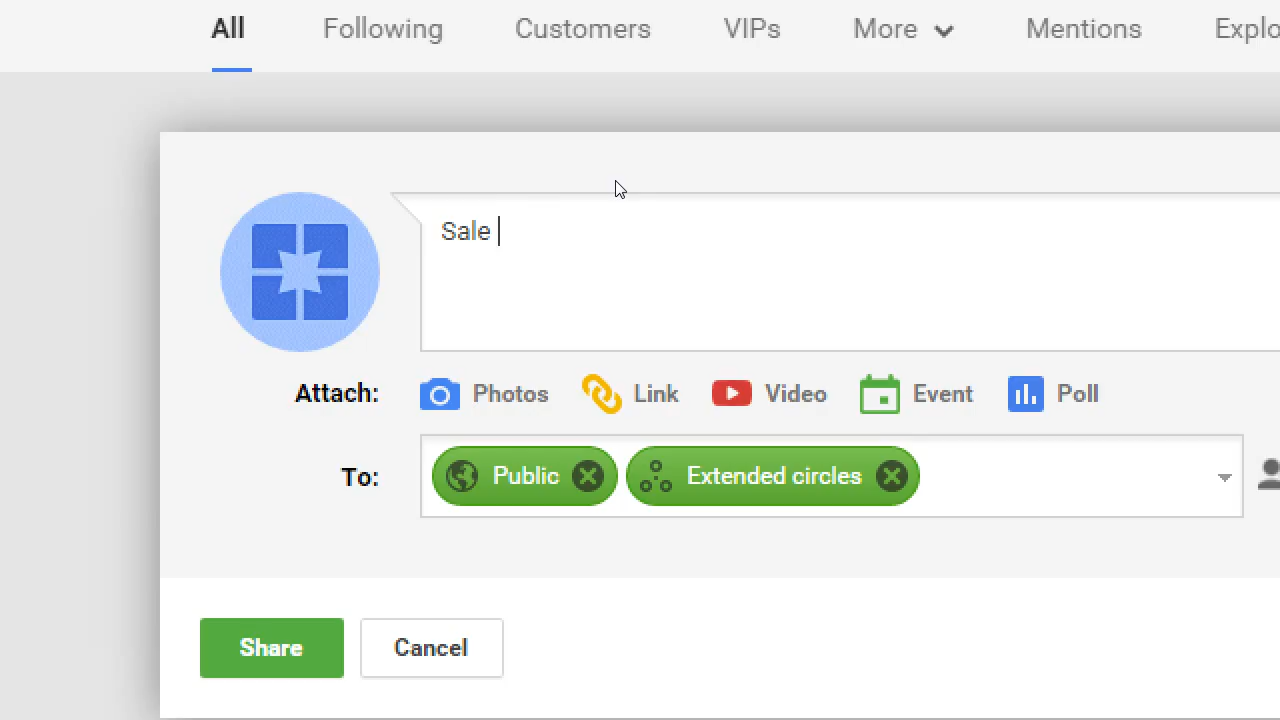 All Following Customers VIPs More Mentions Explo
Sale
Attach: Photos Link Video Event Poll
To: Public Extended circles
Share Cancel